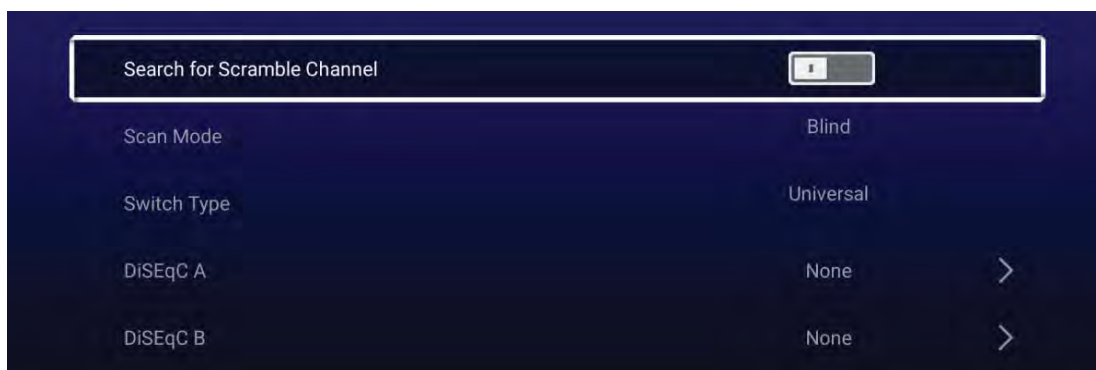 Search for Scramble Channel
Scan Mode Blind
Switch Type Universal
DiSEqC A None
DiSEqC B None